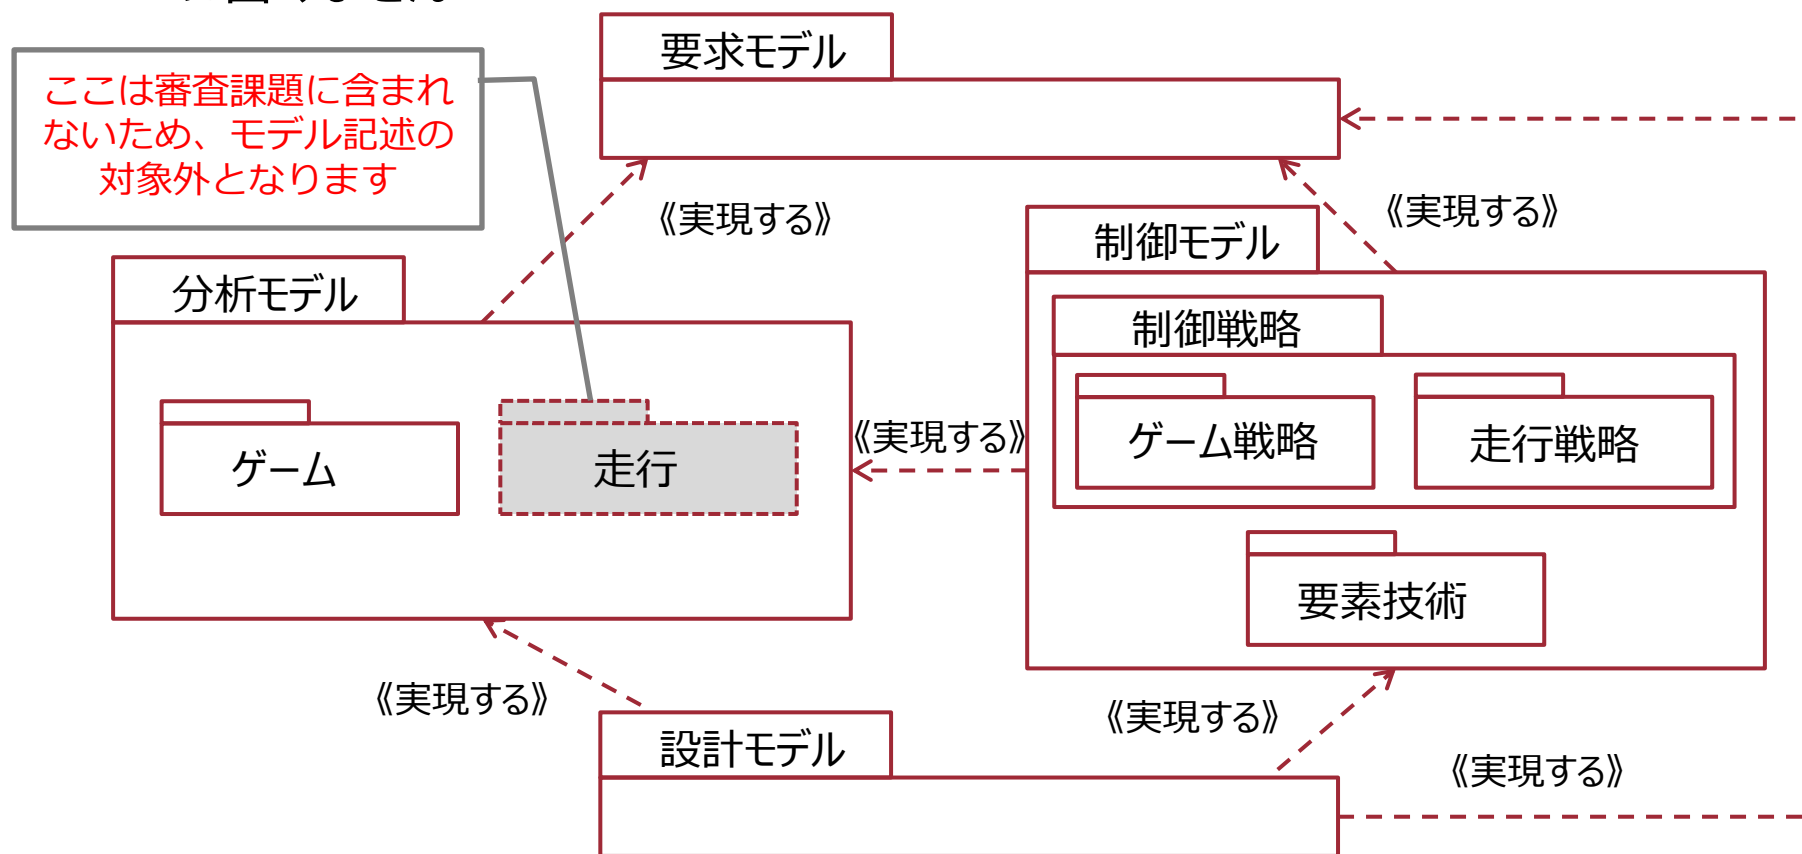 要求モデル
ここは審査課題に含まれ
ないため、モデル記述の
対象外となります
《実現する》
《実現する》
制御モデル
分析モデル
制御戦略
ゲーム
走行
《実現する》
ゲーム戦略
走行戦略
要素技術
《実現する》
《実現する》
設計モデル
《実現する》